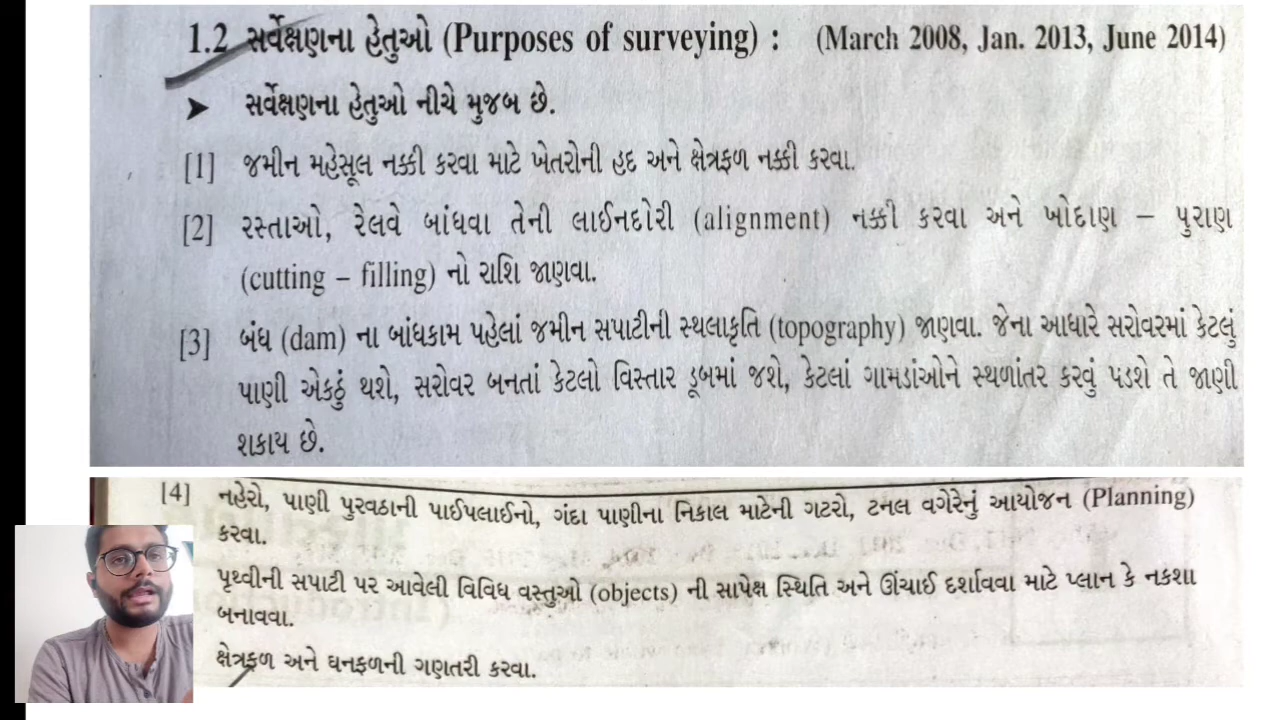 1.2 સર્વેક્ષણના હેતુઓ (Purposes of surveying) : (March 2008, Jan. 2013, June 2014)
➤ સર્વેક્ષણના હેતુઓ નીચે મુજબ છે.
[1] જમીન મહેસૂલ નક્કી કરવા માટે ખેતરોની હદ અને ક્ષેત્રફળ નક્કી કરવા.
[2] રસ્તાઓ, રેલવે બાંધવા તેની લાઈનદોરી (alignment) નક્કી કરવા અને ખોદાણ – પુરાણ
(cutting – filling) નો રાશિ જાણવા.
[3] બંધ (dam) ના બાંધકામ પહેલાં જમીન સપાટીની સ્થલાકૃતિ (topography) જાણવા. જેના આધારે સરોવરમાં કેટલું
પાણી એકઠું થશે, સરોવર બનતાં કેટલો વિસ્તાર ડૂબમાં જશે, કેટલાં ગામડાંઓને સ્થળાંતર કરવું પડશે તે જાણી
શકાય છે.
[4] નહેરો, પાણી પુરવઠાની પાઈપલાઈનો, ગંદા પાણીના નિકાલ માટેની ગટરો, ટનલ વગેરેનું આયોજન (Planning)
કરવા.
પૃથ્વીની સપાટી પર આવેલી વિવિધ વસ્તુઓ (objects) ની સાપેક્ષ સ્થિતિ અને ઊંચાઈ દર્શાવવા માટે પ્લાન કે નકશા
બનાવવા.
ક્ષેત્રફળ અને ઘનફળની ગણતરી કરવા.